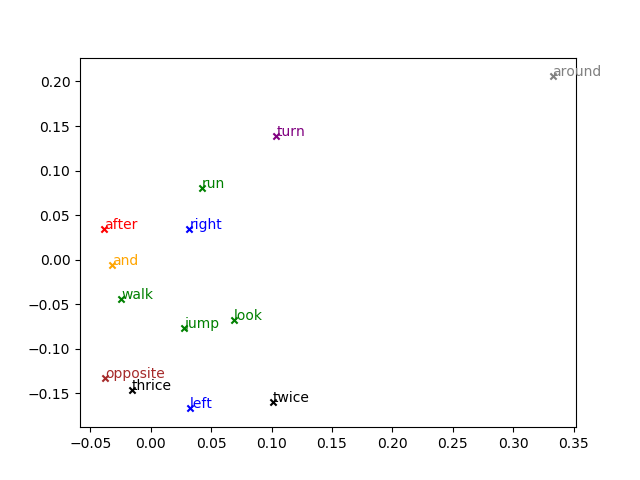 around
0.20
0.15
turn
0.10
run
0.05
after
right
0.00
and
walk
−0.05
look
jump
−0.10
opposite
thrice
−0.15
twice
left
−0.05 0.00 0.05 0.10 0.15 0.20 0.25 0.30 0.35